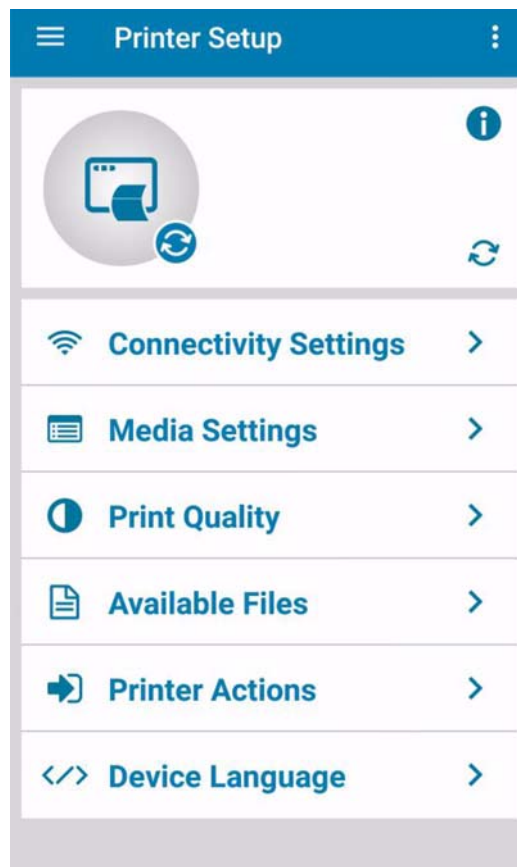 Printer Setup
Connectivity Settings
Media Settings
Print Quality
Available Files
Printer Actions
Device Language